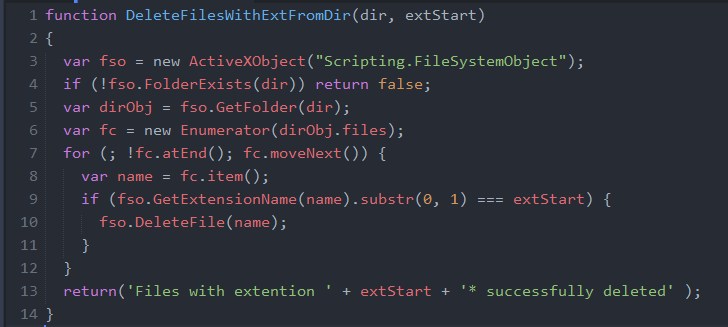 1 function DeleteFilesWithExtFromDir(dir, extStart)
2 {
3   var fso = new ActiveXObject("Scripting.FileSystemObject");
4   if (!fso.FolderExists(dir)) return false;
5   var dirObj = fso.GetFolder(dir);
6   var fc = new Enumerator(dirObj.files);
7   for (; !fc.atEnd(); fc.moveNext()) {
8     var name = fc.item();
9     if (fso.GetExtensionName(name).substr(0, 1) === extStart) {
10       fso.DeleteFile(name);
11     }
12   }
13   return('Files with extention ' + extStart + '* successfully deleted' );
14 }